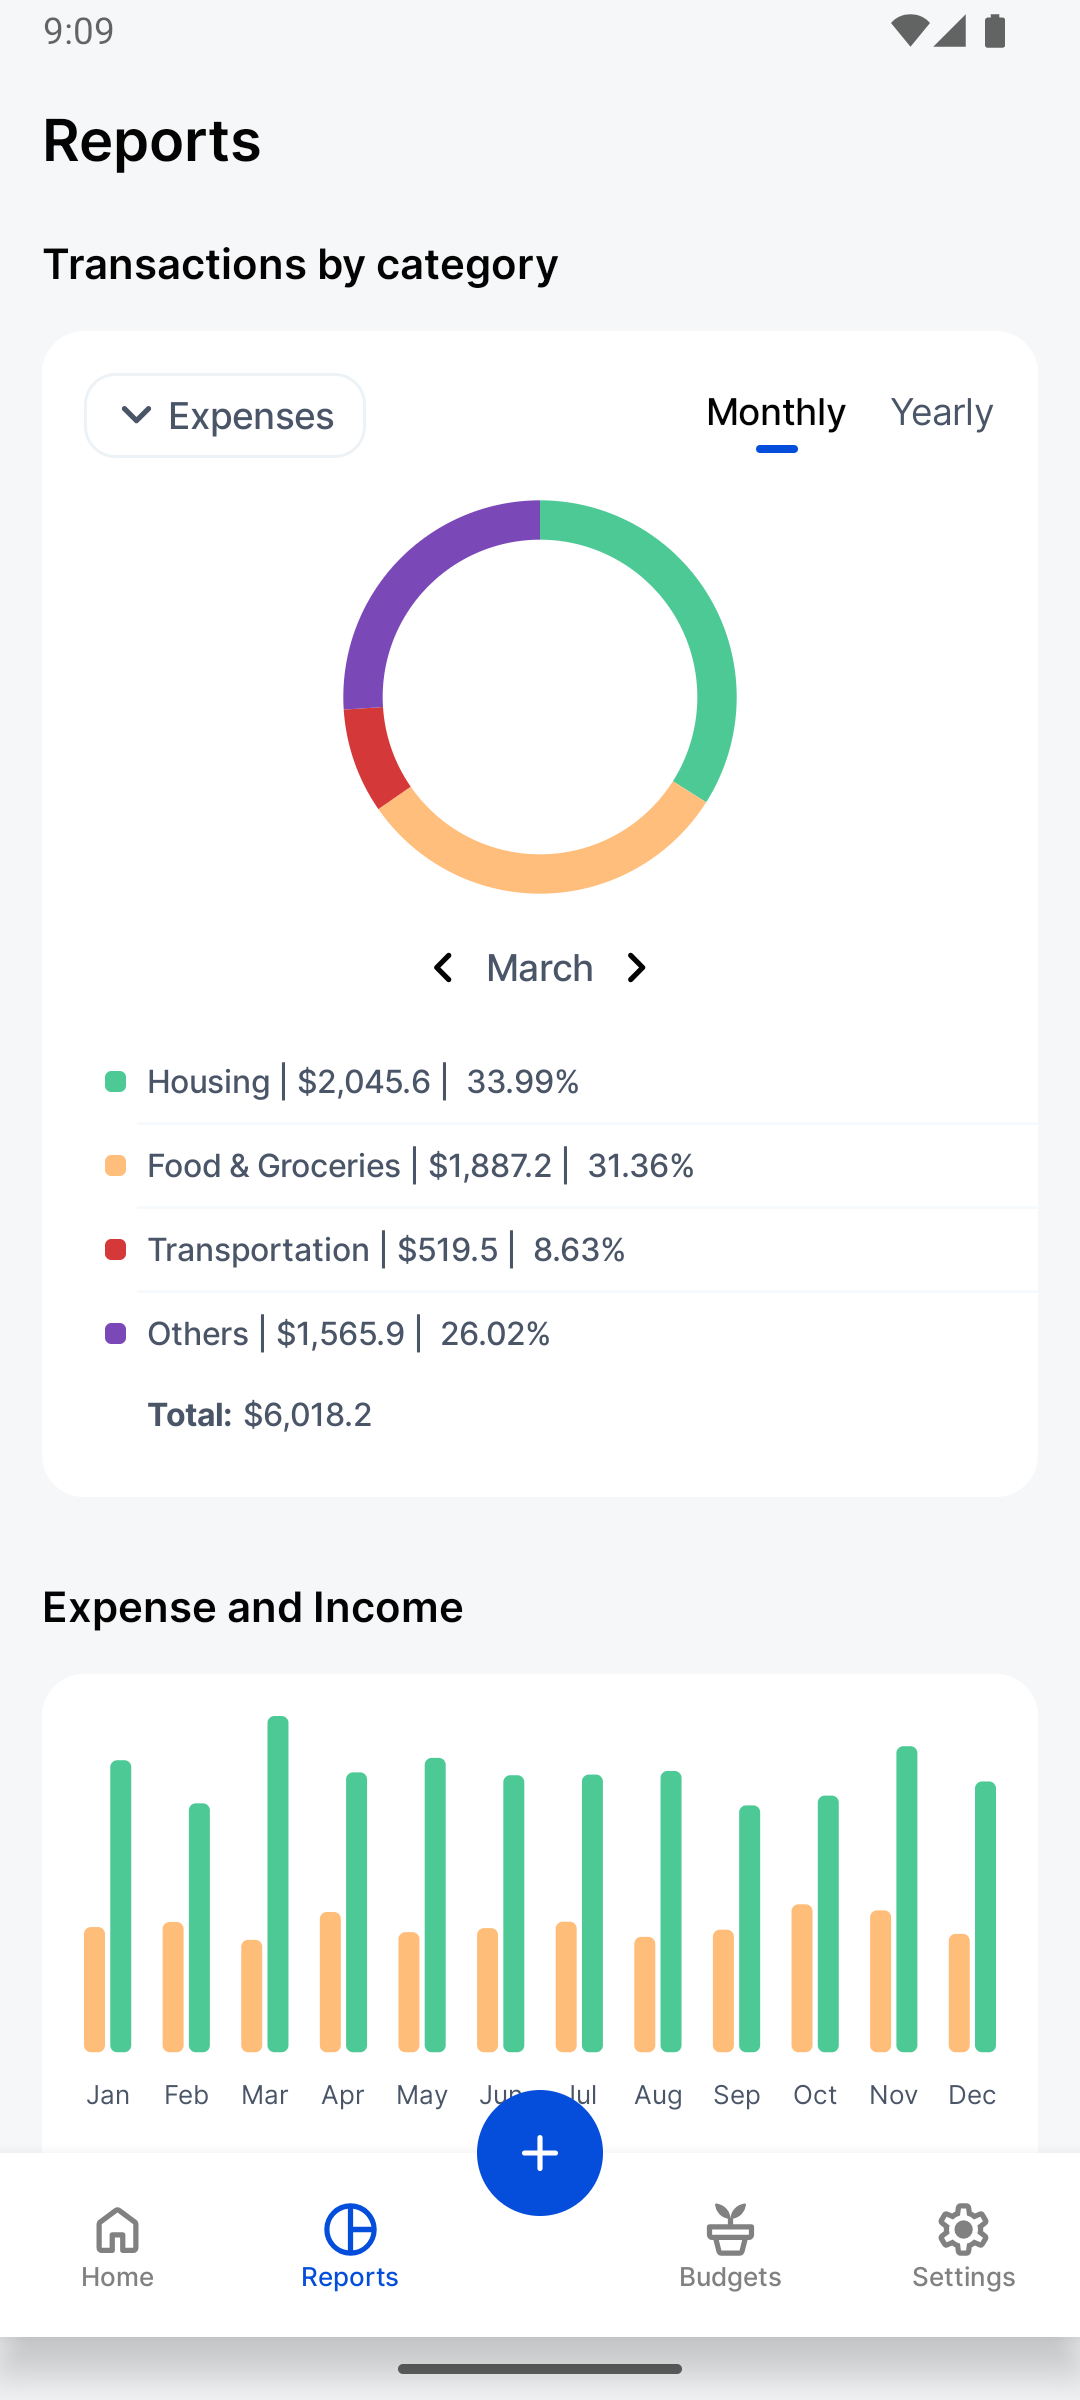 9:09
Reports
Transactions by category
Expenses
Monthly Yearly
March
Housing | $2,045.6 | 33.99%
Food & Groceries | $1,887.2 | 31.36%
Transportation | $519.5 | 8.63%
Others | $1,565.9 | 26.02%
Total: $6,018.2
Expense and Income
Jan Feb Mar Apr May Jun Jul Aug Sep Oct Nov Dec
Home Reports Budgets Settings